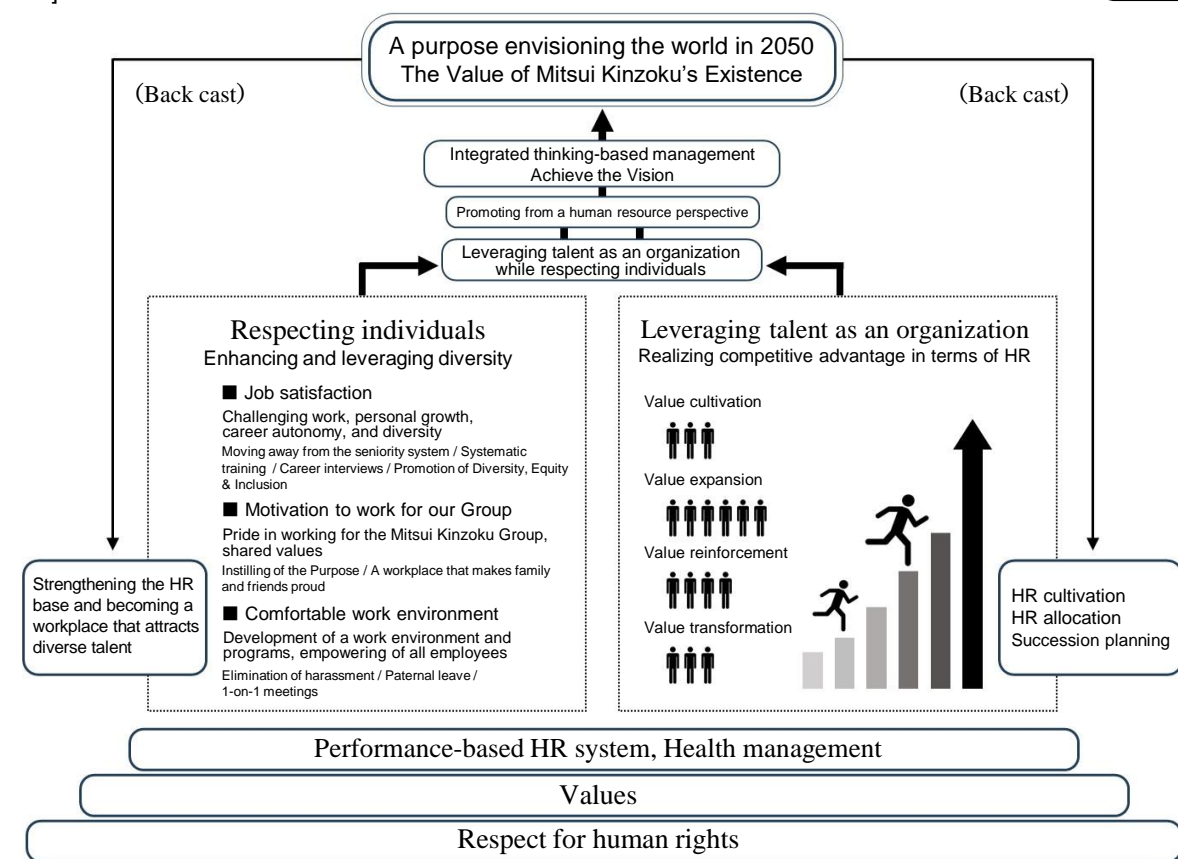 ]
A purpose envisioning the world in 2050
The Value of Mitsui Kinzoku's Existence
(Back cast)
(Back cast)
Integrated thinking-based management
Achieve the Vision
Promoting from a human resource perspective
Leveraging talent as an organization
while respecting individuals
Respecting individuals
Enhancing and leveraging diversity
■ Job satisfaction
Challenging work, personal growth,
career autonomy, and diversity
Moving away from the seniority system / Systematic
training / Career interviews / Promotion of Diversity, Equity
& Inclusion
■ Motivation to work for our Group
Pride in working for the Mitsui Kinzoku Group,
shared values
Instilling of the Purpose / A workplace that makes family
and friends proud
■ Comfortable work environment
Development of a work environment and
programs, empowering of all employees
Elimination of harassment / Paternal leave /
1-on-1 meetings
Leveraging talent as an organization
Realizing competitive advantage in terms of HR
Value cultivation
Value expansion
Value reinforcement
Value transformation
Strengthening the HR
base and becoming a
workplace that attracts
diverse talent
HR cultivation
HR allocation
Succession planning
Performance-based HR system, Health management
Values
Respect for human rights